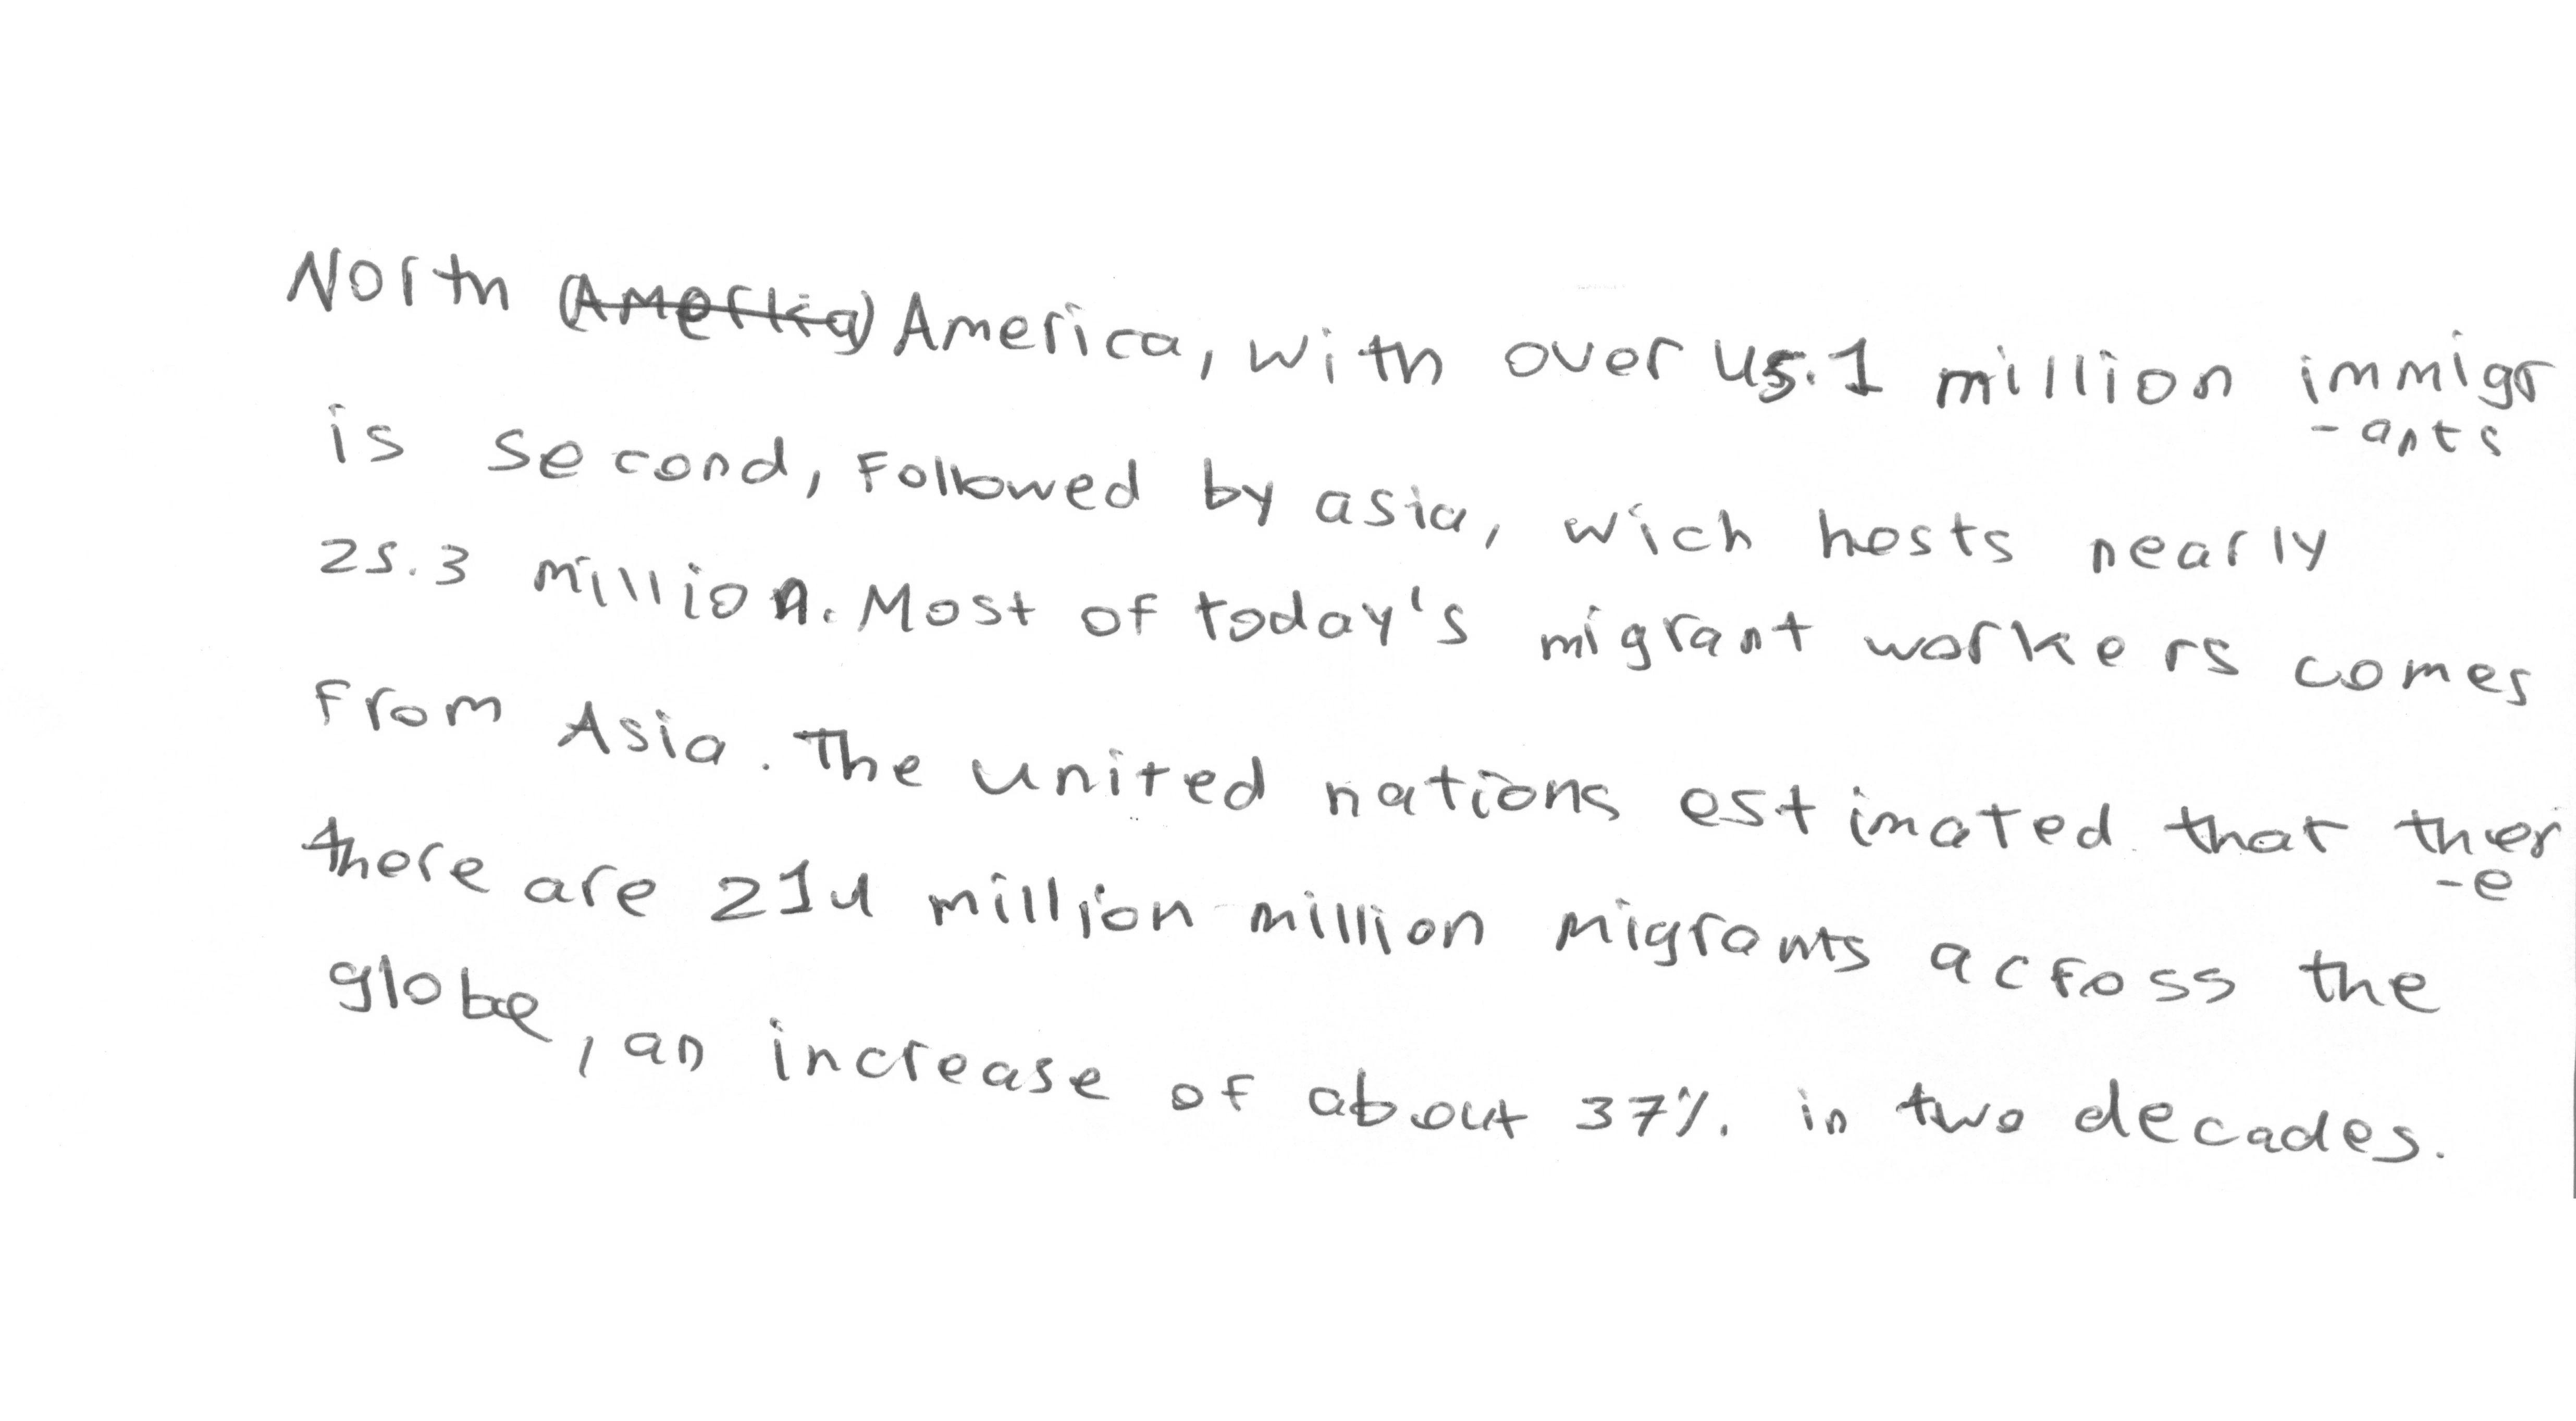 North (Amerlia) America, with over 45.1 million immigr
-ants
is second, Followed by asia, wich hosts nearly
25.3 million. Most of today's migrant workers comes
From Asia. The united nations estimated that ther
-e
there are 214 million million migrants across the
globe, an increase of about 37% in two decades.